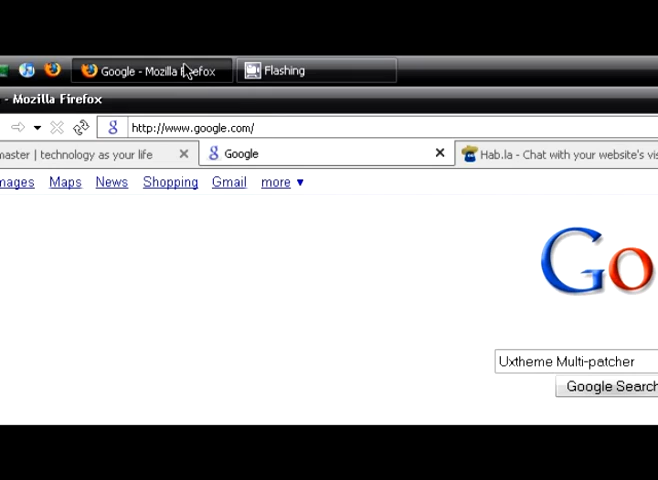 Google - Mozilla Firefox Flashing
- Mozilla Firefox
http://www.google.com/
master | technology as your life Google Hab.la - Chat with your website's vis
mages Maps News Shopping Gmail more ▼
Go
Uxtheme Multi-patcher
Google Search